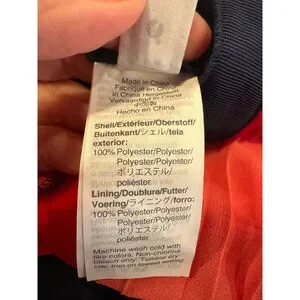 Made in China
Fabriqué en Chine
In China Hergestellt
Vervaardigd in China
中国製
Hecho en China
Shell/Extérieur/Oberstoff/
Buitenkant/シェル/tela
exterior:
100% Polyester/Polyester/
Polyester/Polyester/
ポリエステル/
poliéster
Lining/Doublure/Futter/
Voering/ライニング/forro:
100% Polyester/Polyester/
Polyester/Polyester/
ポリエステル/
poliéster
Machine wash cold with
like colors. Non-chlorine
bleach only. Tumble dry
low. Iron on lowest setting.